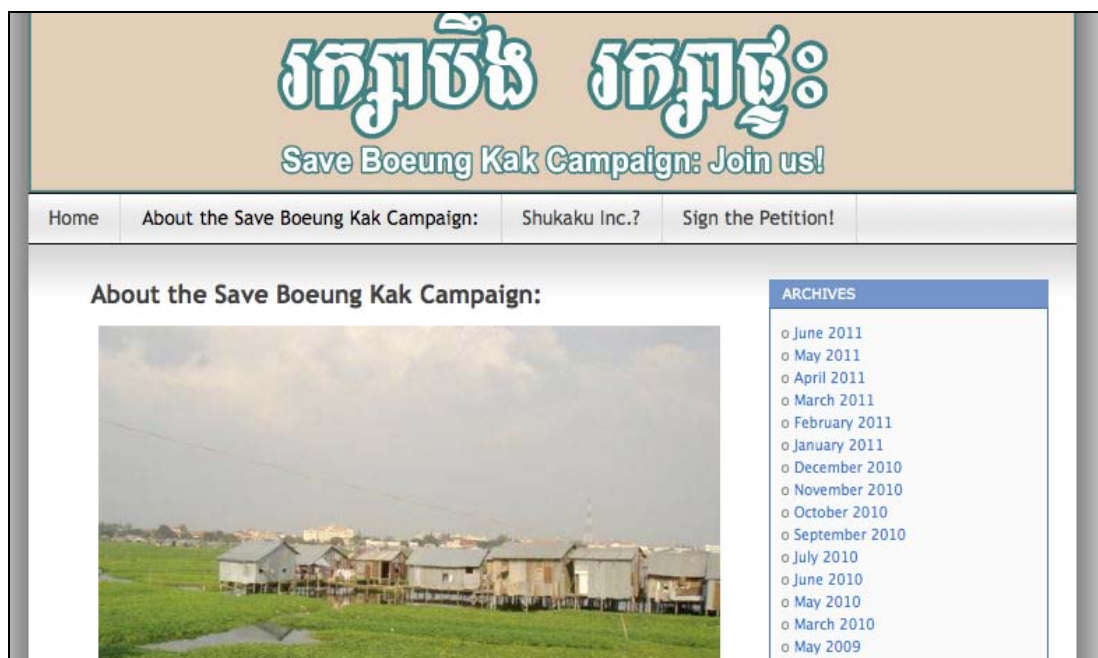 រក្សាបឹង រក្សាផ្ទះ
Save Boeung Kak Campaign: Join us!
Home About the Save Boeung Kak Campaign: Shukaku Inc.? Sign the Petition!
About the Save Boeung Kak Campaign:
ARCHIVES
o June 2011
o May 2011
o April 2011
o March 2011
o February 2011
o January 2011
o December 2010
o November 2010
o October 2010
o September 2010
o July 2010
o June 2010
o May 2010
o March 2010
o May 2009